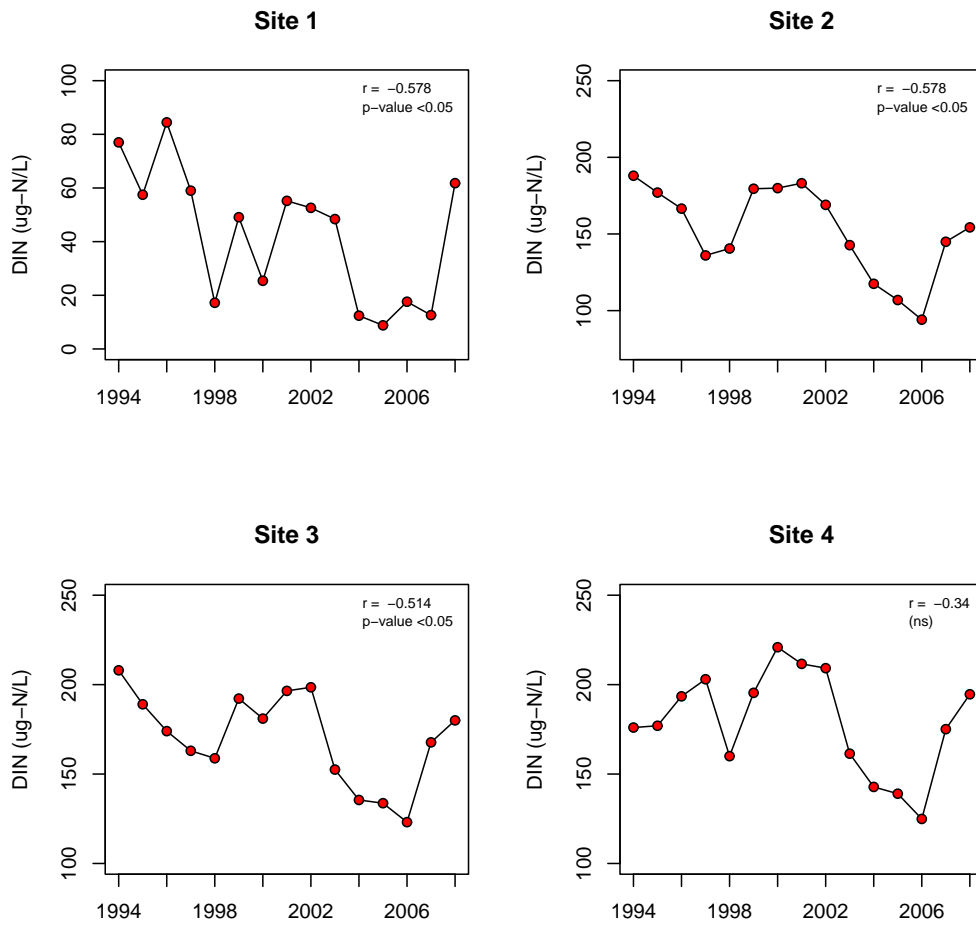 Site 1
r = −0.578
p−value <0.05
DIN (ug−N/L)
100
80
60
40
20
0
1994 1998 2002 2006
Site 2
r = −0.578
p−value <0.05
DIN (ug−N/L)
250
200
150
100
1994 1998 2002 2006
Site 3
r = −0.514
p−value <0.05
DIN (ug−N/L)
250
200
150
100
1994 1998 2002 2006
Site 4
r = −0.34
(ns)
DIN (ug−N/L)
250
200
150
100
1994 1998 2002 2006